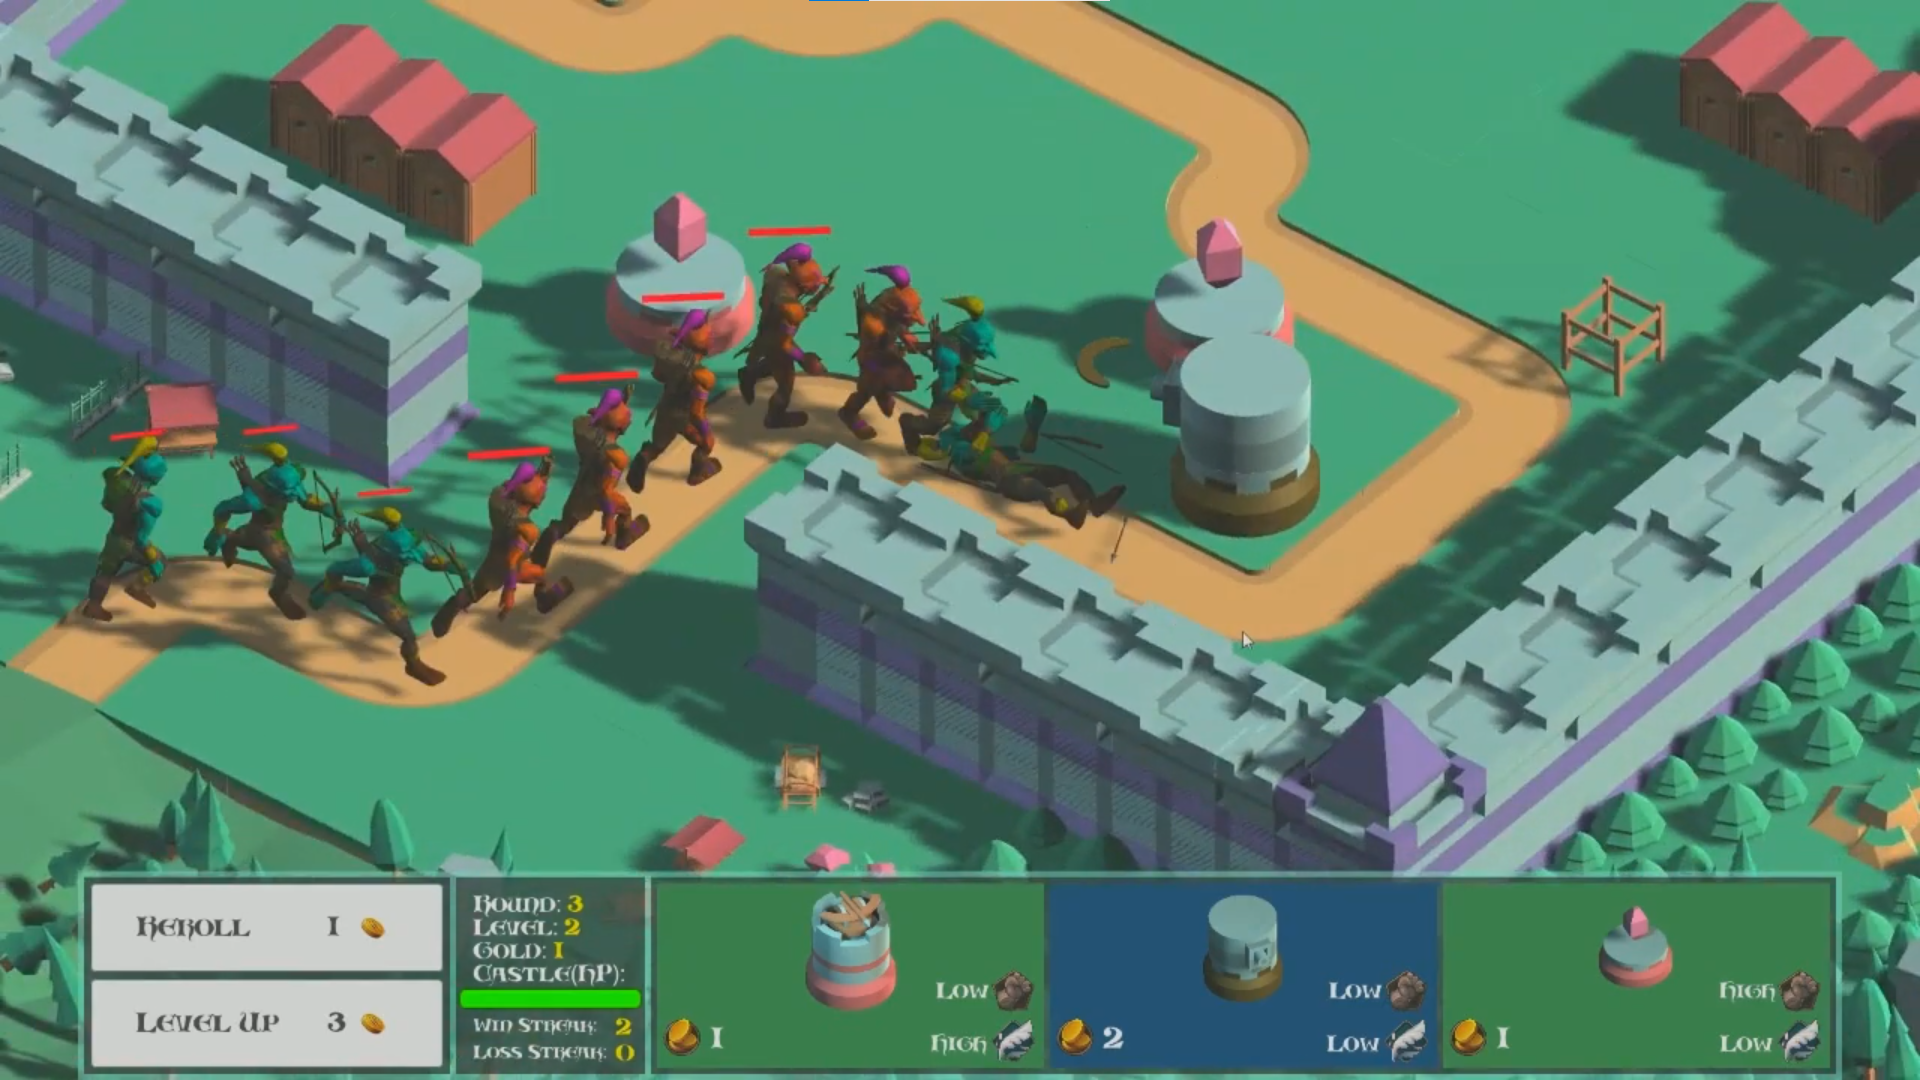 Reroll 1
Level Up 3
Round: 3
Level: 2
Gold: 1
Castle(HP):
Win Streak: 2
Loss Streak: 0
Low
1 High
Low
2 Low
High
1 Low